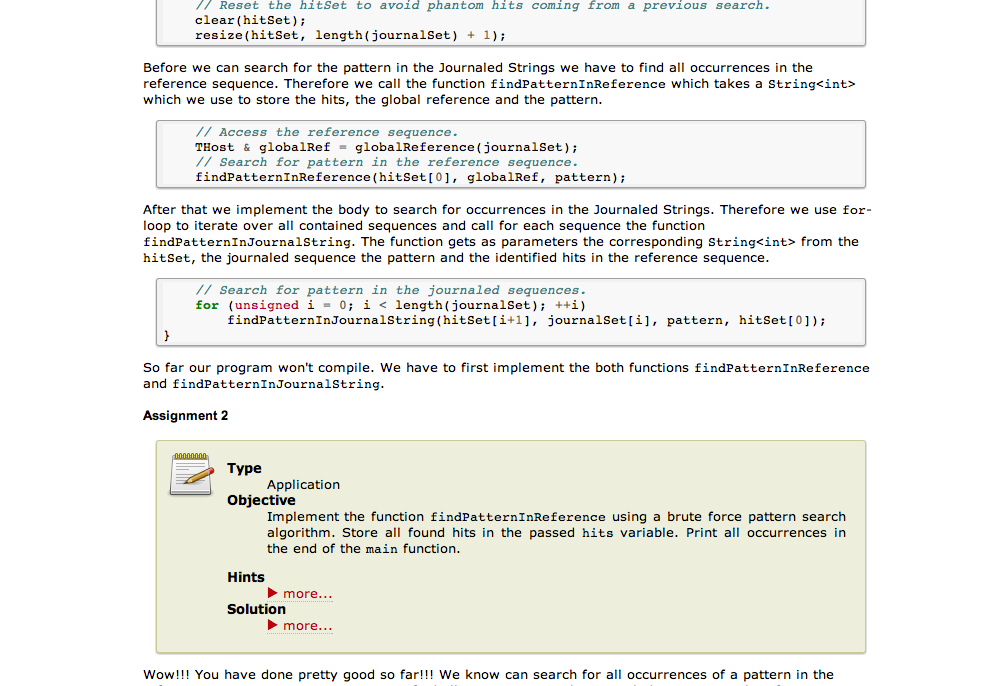 // Reset the hitSet to avoid phantom hits coming from a previous search.
clear(hitSet);
resize(hitSet, length(journalSet) + 1);
Before we can search for the pattern in the Journaled Strings we have to find all occurrences in the
reference sequence. Therefore we call the function findPatternInReference which takes a String<int>
which we use to store the hits, the global reference and the pattern.
// Access the reference sequence.
THost & globalRef = globalReference(journalSet);
// Search for pattern in the reference sequence.
findPatternInReference(hitSet[0], globalRef, pattern);
After that we implement the body to search for occurrences in the Journaled Strings. Therefore we use for-
loop to iterate over all contained sequences and call for each sequence the function
findPatternInJournalString. The function gets as parameters the corresponding String<int> from the
hitSet, the journaled sequence the pattern and the identified hits in the reference sequence.
// Search for pattern in the journaled sequences.
for (unsigned i = 0; i < length(journalSet); ++i)
findPatternInJournalString(hitSet[i+1], journalSet[i], pattern, hitSet[0]);
}
So far our program won't compile. We have to first implement the both functions findPatternInReference
and findPatternInJournalString.
Assignment 2
Type
Application
Objective
Implement the function findPatternInReference using a brute force pattern search
algorithm. Store all found hits in the passed hits variable. Print all occurrences in
the end of the main function.
Hints
more...
Solution
more...
Wow!!! You have done pretty good so far!!! We know can search for all occurrences of a pattern in the